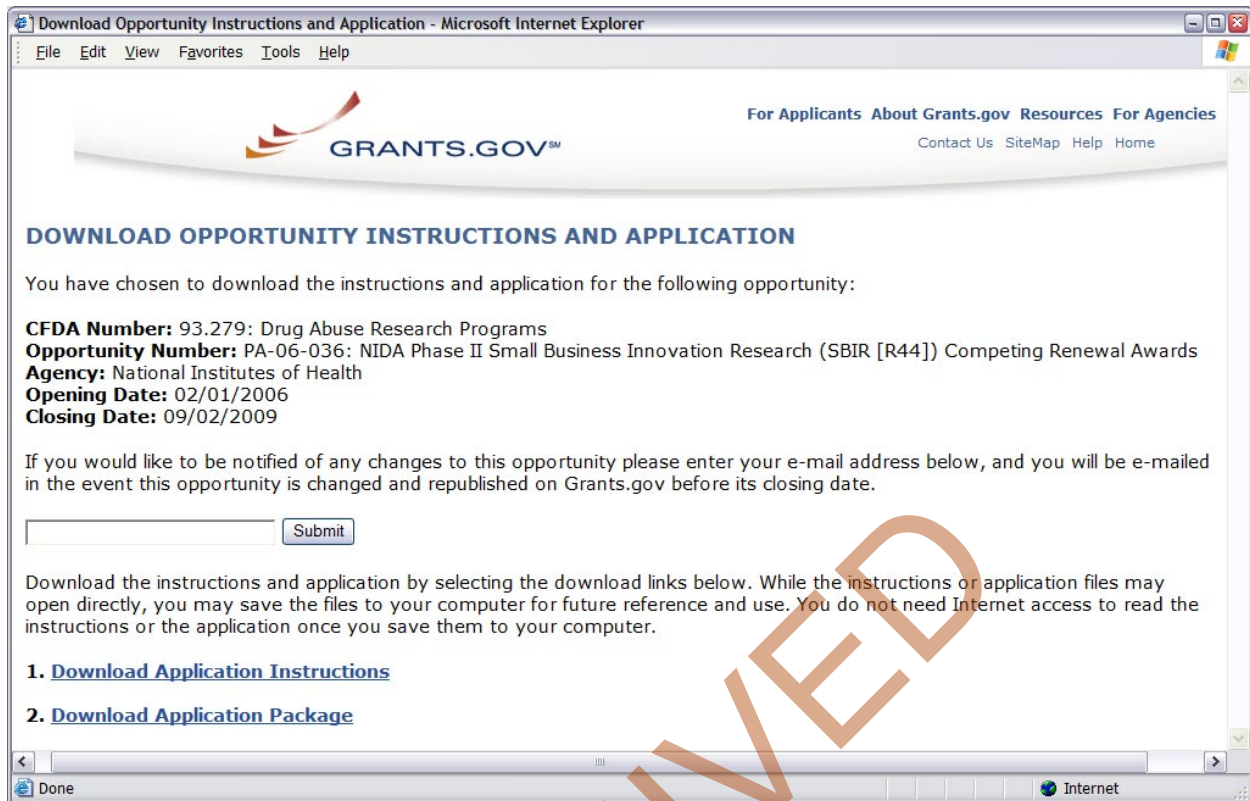 Download Opportunity Instructions and Application - Microsoft Internet Explorer
File Edit View Favorites Tools Help
For Applicants About Grants.gov Resources For Agencies
GRANTS.GOV℠
Contact Us SiteMap Help Home
DOWNLOAD OPPORTUNITY INSTRUCTIONS AND APPLICATION
You have chosen to download the instructions and application for the following opportunity:
CFDA Number: 93.279: Drug Abuse Research Programs
Opportunity Number: PA-06-036: NIDA Phase II Small Business Innovation Research (SBIR [R44]) Competing Renewal Awards
Agency: National Institutes of Health
Opening Date: 02/01/2006
Closing Date: 09/02/2009
If you would like to be notified of any changes to this opportunity please enter your e-mail address below, and you will be e-mailed
in the event this opportunity is changed and republished on Grants.gov before its closing date.
Submit
Download the instructions and application by selecting the download links below. While the instructions or application files may
open directly, you may save the files to your computer for future reference and use. You do not need Internet access to read the
instructions or the application once you save them to your computer.
1. Download Application Instructions
2. Download Application Package
Done
Internet
VED